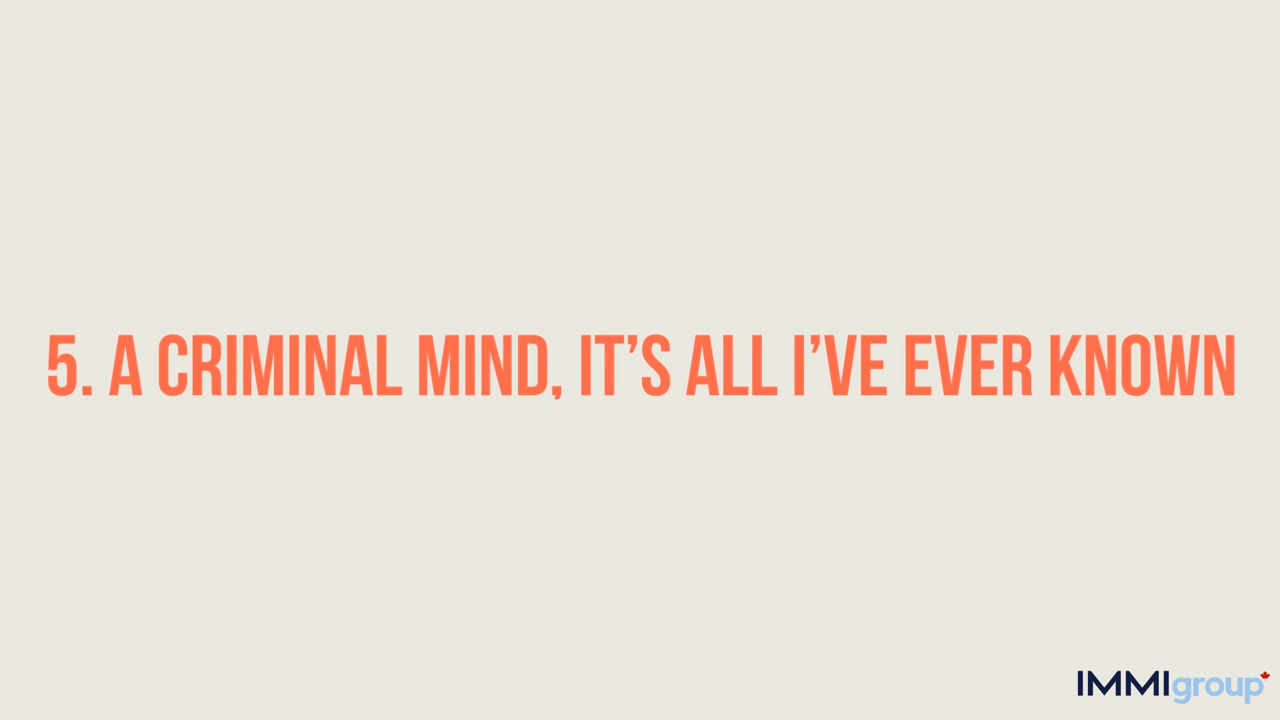 5. A CRIMINAL MIND, IT’S ALL I’VE EVER KNOWN
IMMIgroup